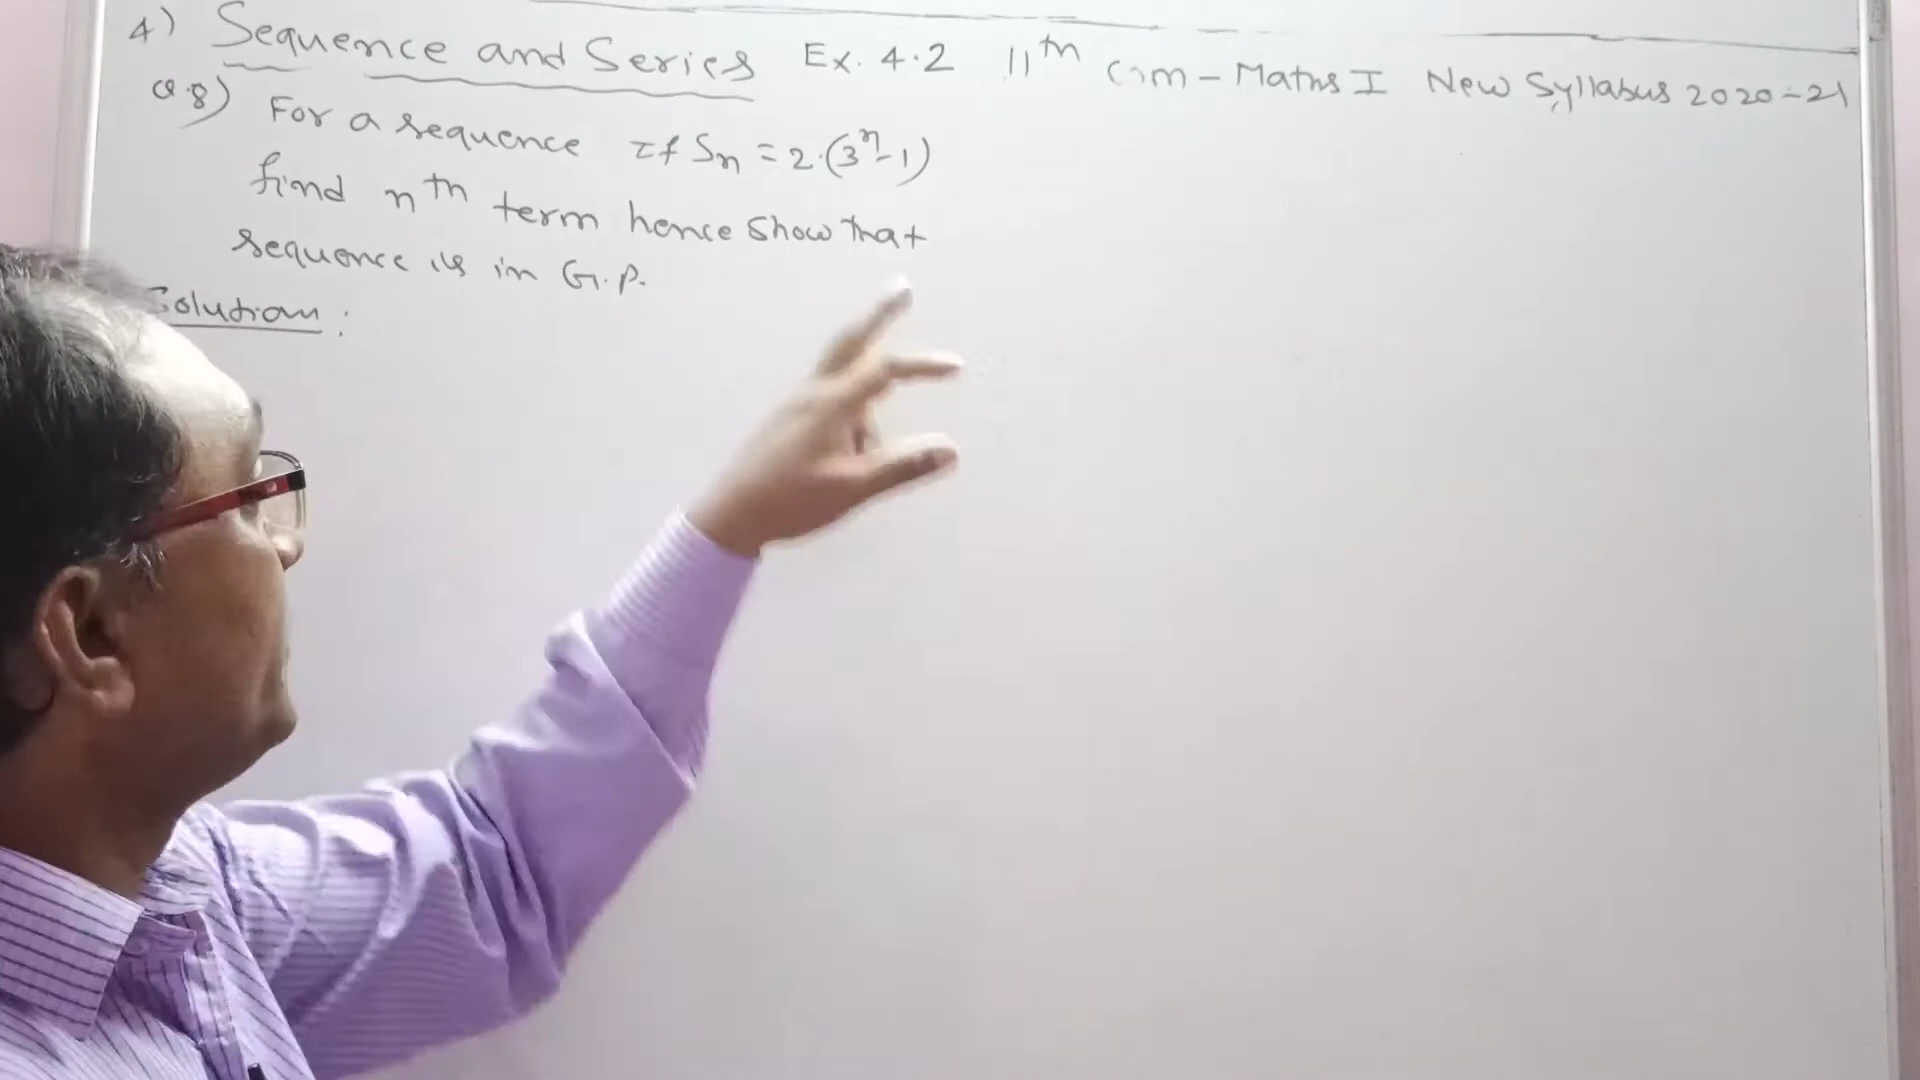 4) Sequence and Series Ex. 4.2 11th Com - Maths I New Syllabus 2020-21
Q.8) For a sequence If Sn = 2.(3ⁿ-1)
find nth term hence show that
sequence is in G.P.
Solution :